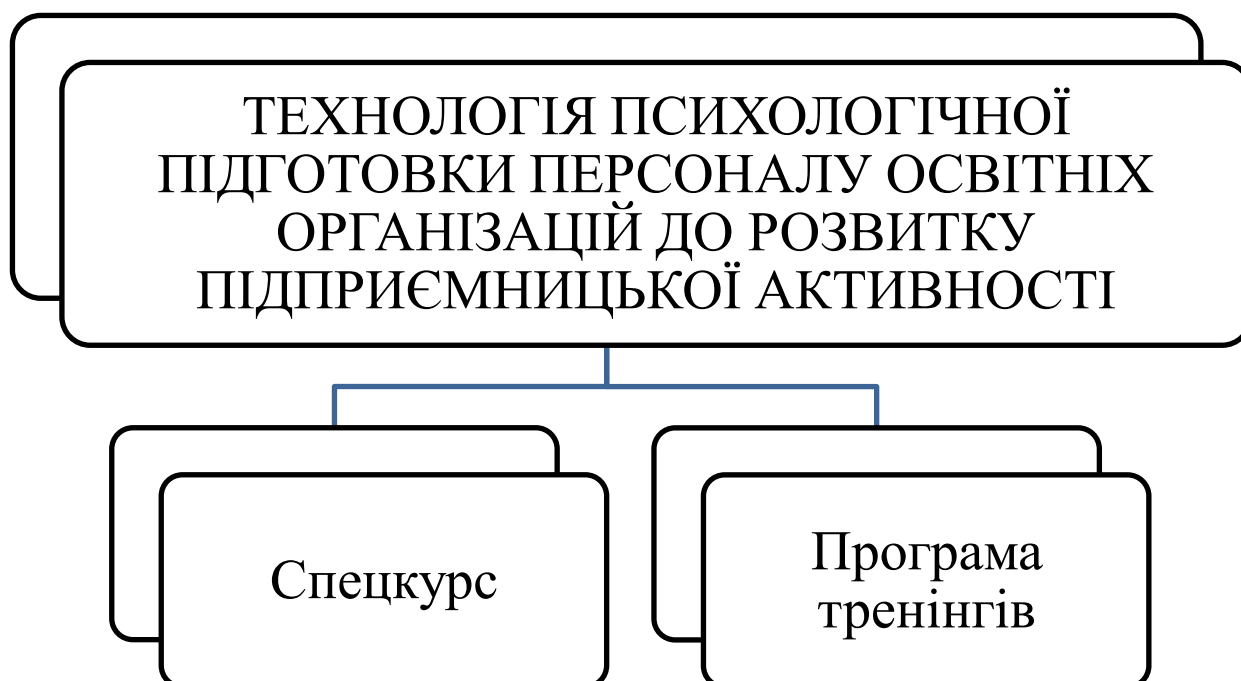 ТЕХНОЛОГІЯ ПСИХОЛОГІЧНОЇ
ПІДГОТОВКИ ПЕРСОНАЛУ ОСВІТНІХ
ОРГАНІЗАЦІЙ ДО РОЗВИТКУ
ПІДПРИЄМНИЦЬКОЇ АКТИВНОСТІ
Спецкурс
Програма
тренінгів